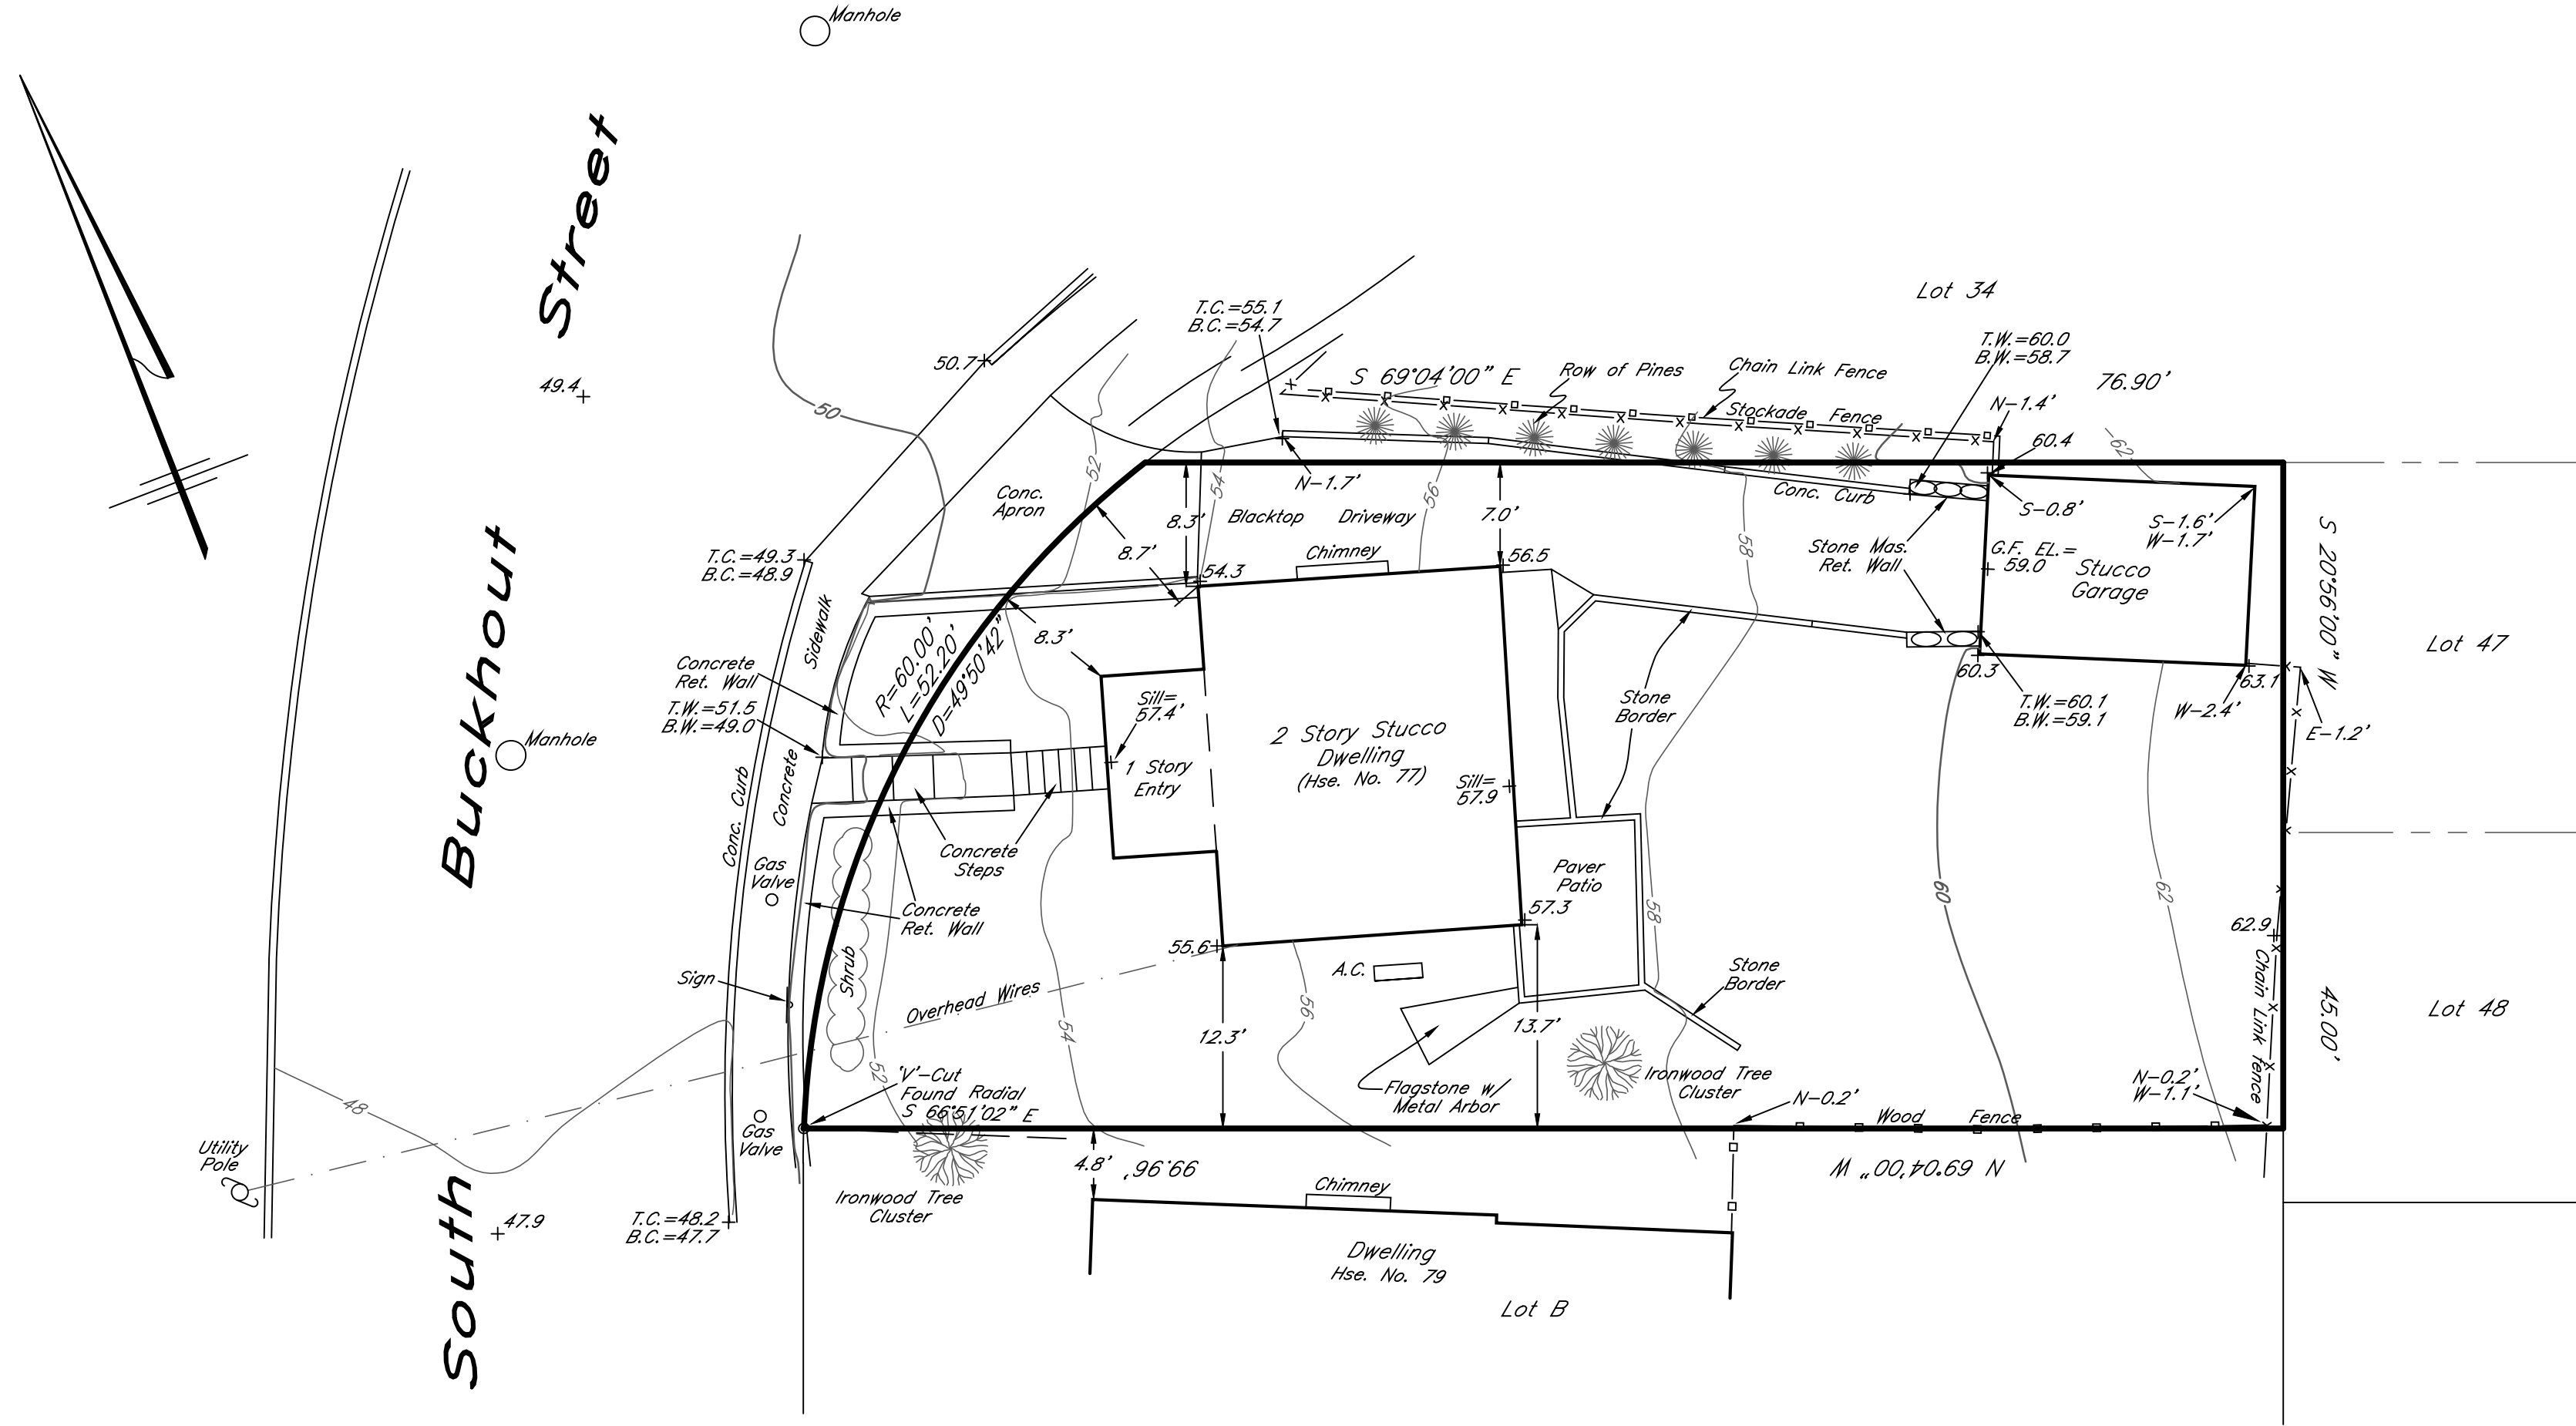 Manhole
South Buckhout Street
49.4
50
50.7
T.C.=55.1
B.C.=54.7
S 69°04'00" E
Row of Pines
Chain Link Fence
Stockade Fence
Lot 34
T.W.=60.0
B.W.=58.7
76.90'
N-1.4'
60.4
-62-
52
54
56
58
N-1.7'
Conc.
Apron
8.3'
Blacktop Driveway
7.0'
Conc. Curb
S-0.8'
S-1.6'
W-1.7'
8.7'
Chimney
54.3
56.5
Stone Mas.
Ret. Wall
G.F. EL.=
59.0
Stucco
Garage
S 20°56'00" W
T.C.=49.3
B.C.=48.9
Sidewalk
8.3'
R=60.00'
L=52.20'
D=49°50'42"
Concrete
Ret. Wall
T.W.=51.5
B.W.=49.0
Sill=
57.4'
1 Story
Entry
2 Story Stucco
Dwelling
(Hse. No. 77)
Sill=
57.9
Stone
Border
60.3
T.W.=60.1
B.W.=59.1
63.1
W-2.4'
E-1.2'
Lot 47
Manhole
Conc. Curb
Concrete
Gas
Valve
Concrete
Steps
Concrete
Ret. Wall
Shrub
Paver
Patio
57.3
58
60
62
62.9
Chain Link fence
45.00'
Lot 48
55.6
Sign
Overhead Wires
A.C.
Stone
Border
12.3'
13.7'
54
56
52
48
'V'-Cut
Found Radial
S 66°51'02" E
Flagstone w/
Metal Arbor
Ironwood Tree
Cluster
N-0.2'
Wood Fence
N-0.2'
W-1.1'
Gas
Valve
Utility
Pole
4.8'
99.96'
N 69°04'00" W
Ironwood Tree
Cluster
Chimney
47.9
T.C.=48.2
B.C.=47.7
Dwelling
Hse. No. 79
Lot B